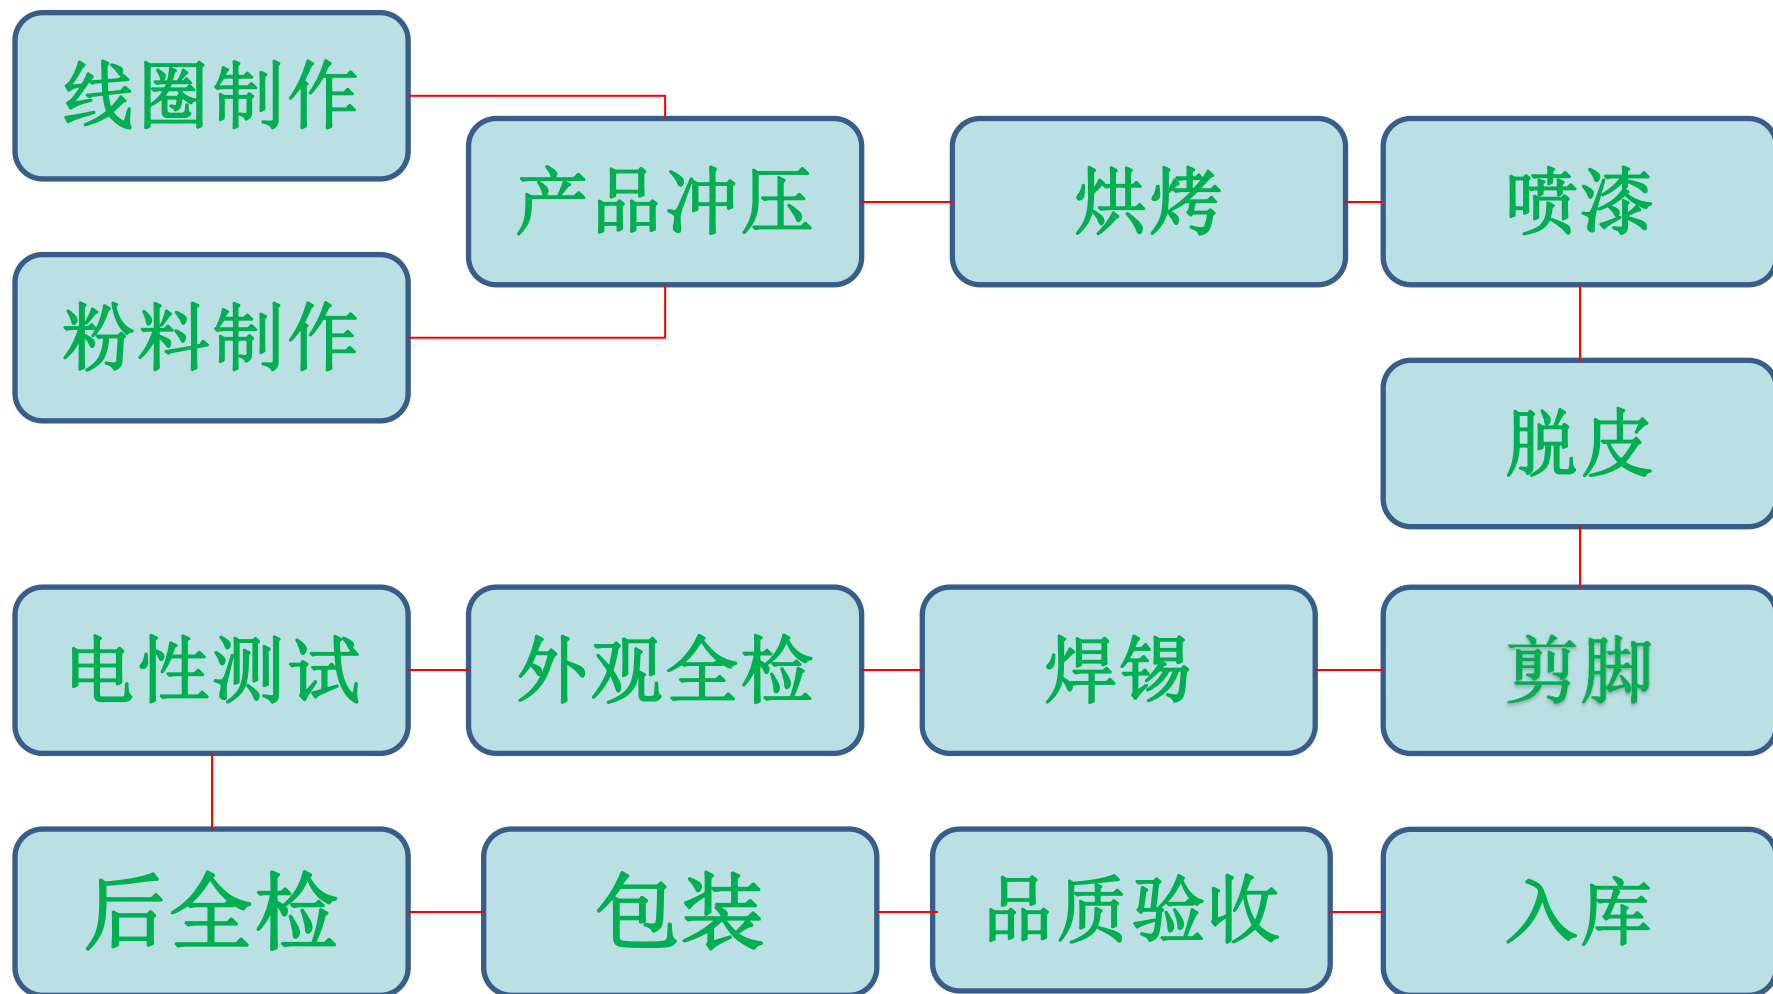 线圈制作
粉料制作
产品冲压
烘烤
喷漆
脱皮
剪脚
焊锡
外观全检
电性测试
后全检
包装
品质验收
入库